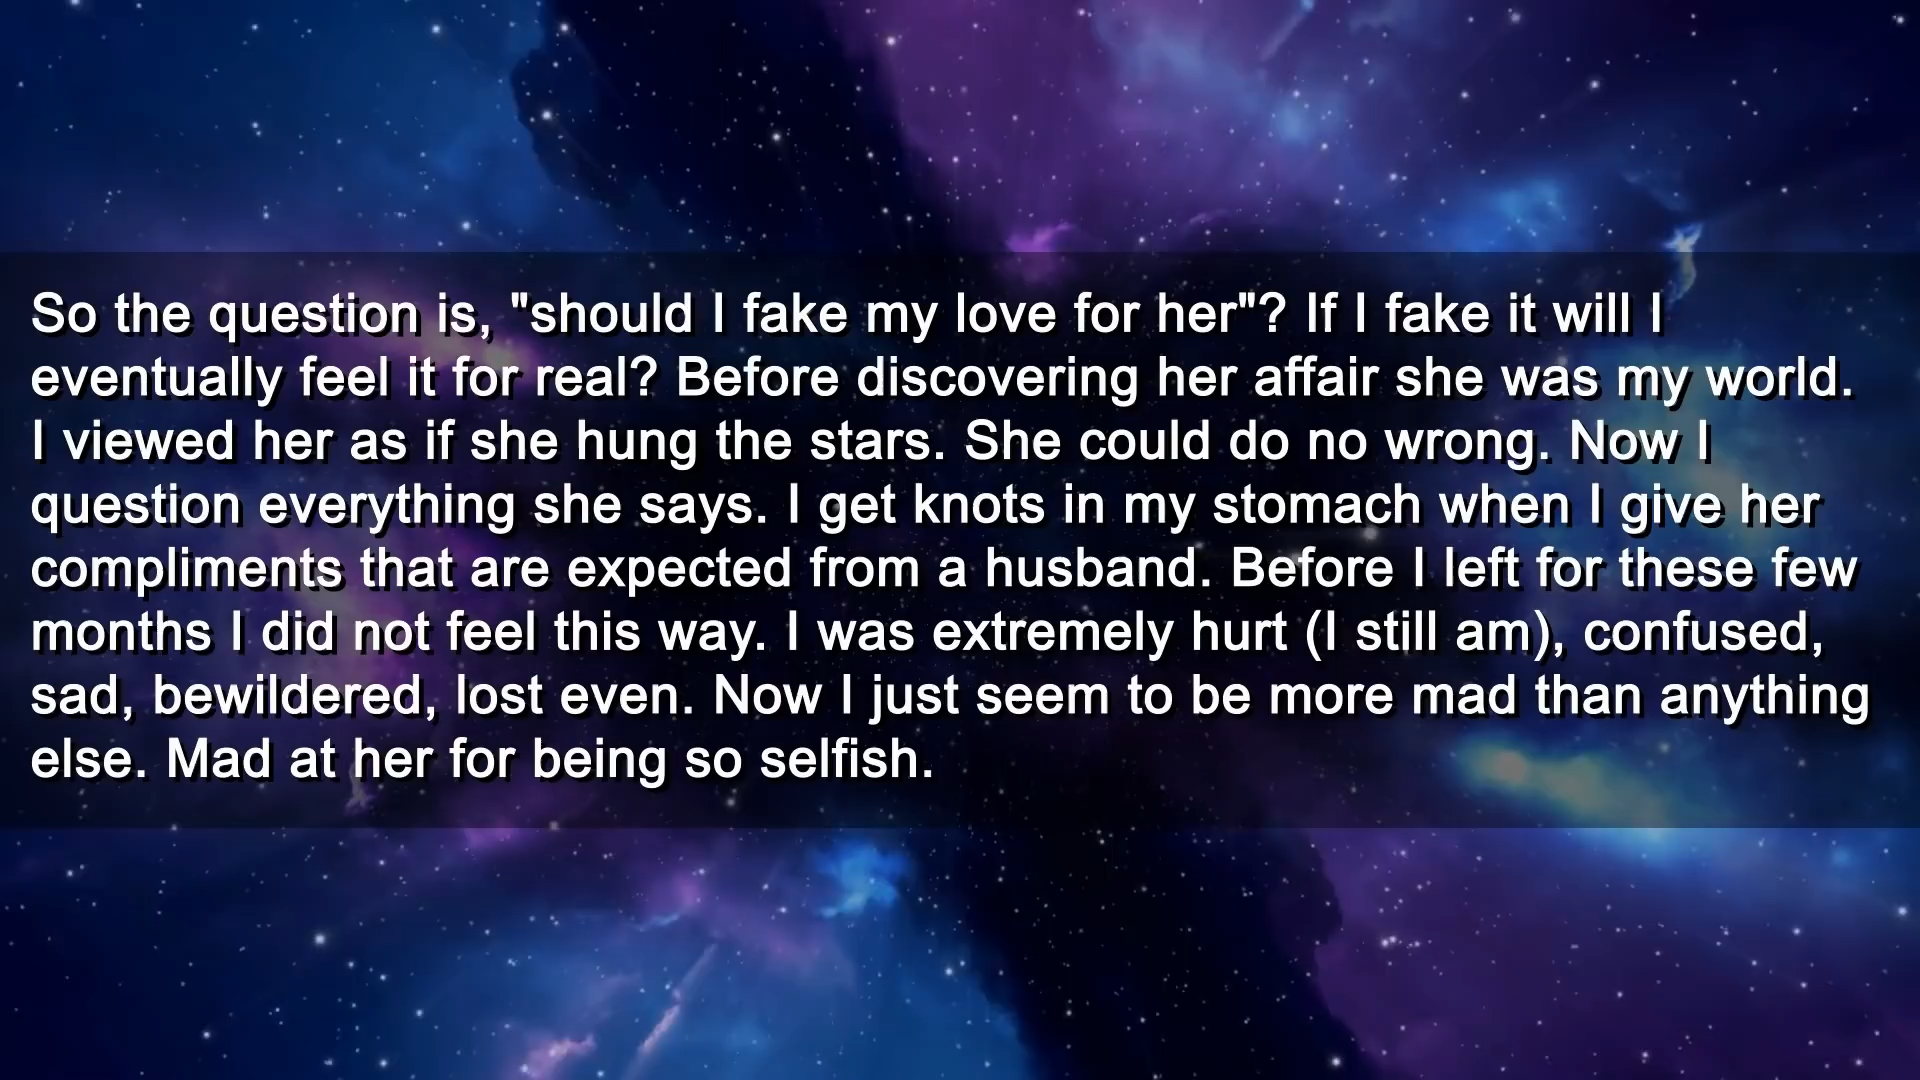 So the question is, "should I fake my love for her"? If I fake it will I
eventually feel it for real? Before discovering her affair she was my world.
I viewed her as if she hung the stars. She could do no wrong. Now I
question everything she says. I get knots in my stomach when I give her
compliments that are expected from a husband. Before I left for these few
months I did not feel this way. I was extremely hurt (I still am), confused,
sad, bewildered, lost even. Now I just seem to be more mad than anything
else. Mad at her for being so selfish.